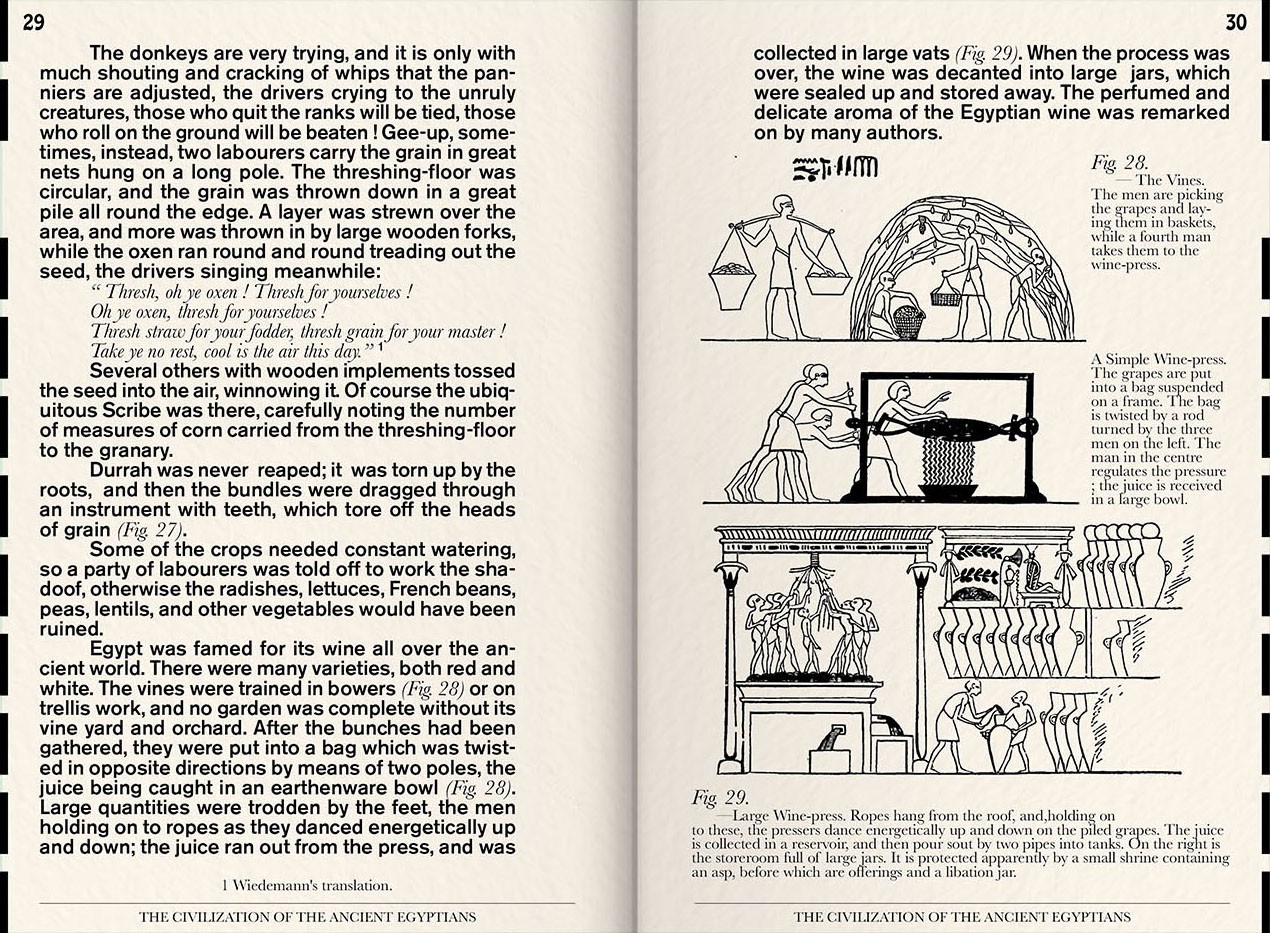 29
The donkeys are very trying, and it is only with
much shouting and cracking of whips that the pan-
niers are adjusted, the drivers crying to the unruly
creatures, those who quit the ranks will be tied, those
who roll on the ground will be beaten ! Gee-up, some-
times, instead, two labourers carry the grain in great
nets hung on a long pole. The threshing-floor was
circular, and the grain was thrown down in a great
pile all round the edge. A layer was strewn over the
area, and more was thrown in by large wooden forks,
while the oxen ran round and round treading out the
seed, the drivers singing meanwhile:
“ Thresh, oh ye oxen ! Thresh for yourselves !
Oh ye oxen, thresh for yourselves !
Thresh straw for your fodder, thresh grain for your master !
Take ye no rest, cool is the air this day.” 1
Several others with wooden implements tossed
the seed into the air, winnowing it. Of course the ubiq-
uitous Scribe was there, carefully noting the number
of measures of corn carried from the threshing-floor
to the granary.
Durrah was never reaped; it was torn up by the
roots, and then the bundles were dragged through
an instrument with teeth, which tore off the heads
of grain (Fig. 27).
Some of the crops needed constant watering,
so a party of labourers was told off to work the sha-
doof, otherwise the radishes, lettuces, French beans,
peas, lentils, and other vegetables would have been
ruined.
Egypt was famed for its wine all over the an-
cient world. There were many varieties, both red and
white. The vines were trained in bowers (Fig. 28) or on
trellis work, and no garden was complete without its
vine yard and orchard. After the bunches had been
gathered, they were put into a bag which was twist-
ed in opposite directions by means of two poles, the
juice being caught in an earthenware bowl (Fig. 28).
Large quantities were trodden by the feet, the men
holding on to ropes as they danced energetically up
and down; the juice ran out from the press, and was
1 Wiedemann's translation.
THE CIVILIZATION OF THE ANCIENT EGYPTIANS
30
collected in large vats (Fig. 29). When the process was
over, the wine was decanted into large jars, which
were sealed up and stored away. The perfumed and
delicate aroma of the Egyptian wine was remarked
on by many authors.
Fig. 28.
— The Vines.
The men are picking
the grapes and lay-
ing them in baskets,
while a fourth man
takes them to the
wine-press.
A Simple Wine-press.
The grapes are put
into a bag suspended
on a frame. The bag
is twisted by a rod
turned by the three
men on the left. The
man in the centre
regulates the pressure
; the juice is received
in a large bowl.
Fig. 29.
—Large Wine-press. Ropes hang from the roof, and,holding on
to these, the pressers dance energetically up and down on the piled grapes. The juice
is collected in a reservoir, and then pour sout by two pipes into tanks. On the right is
the storeroom full of large jars. It is protected apparently by a small shrine containing
an asp, before which are offerings and a libation jar.
THE CIVILIZATION OF THE ANCIENT EGYPTIANS